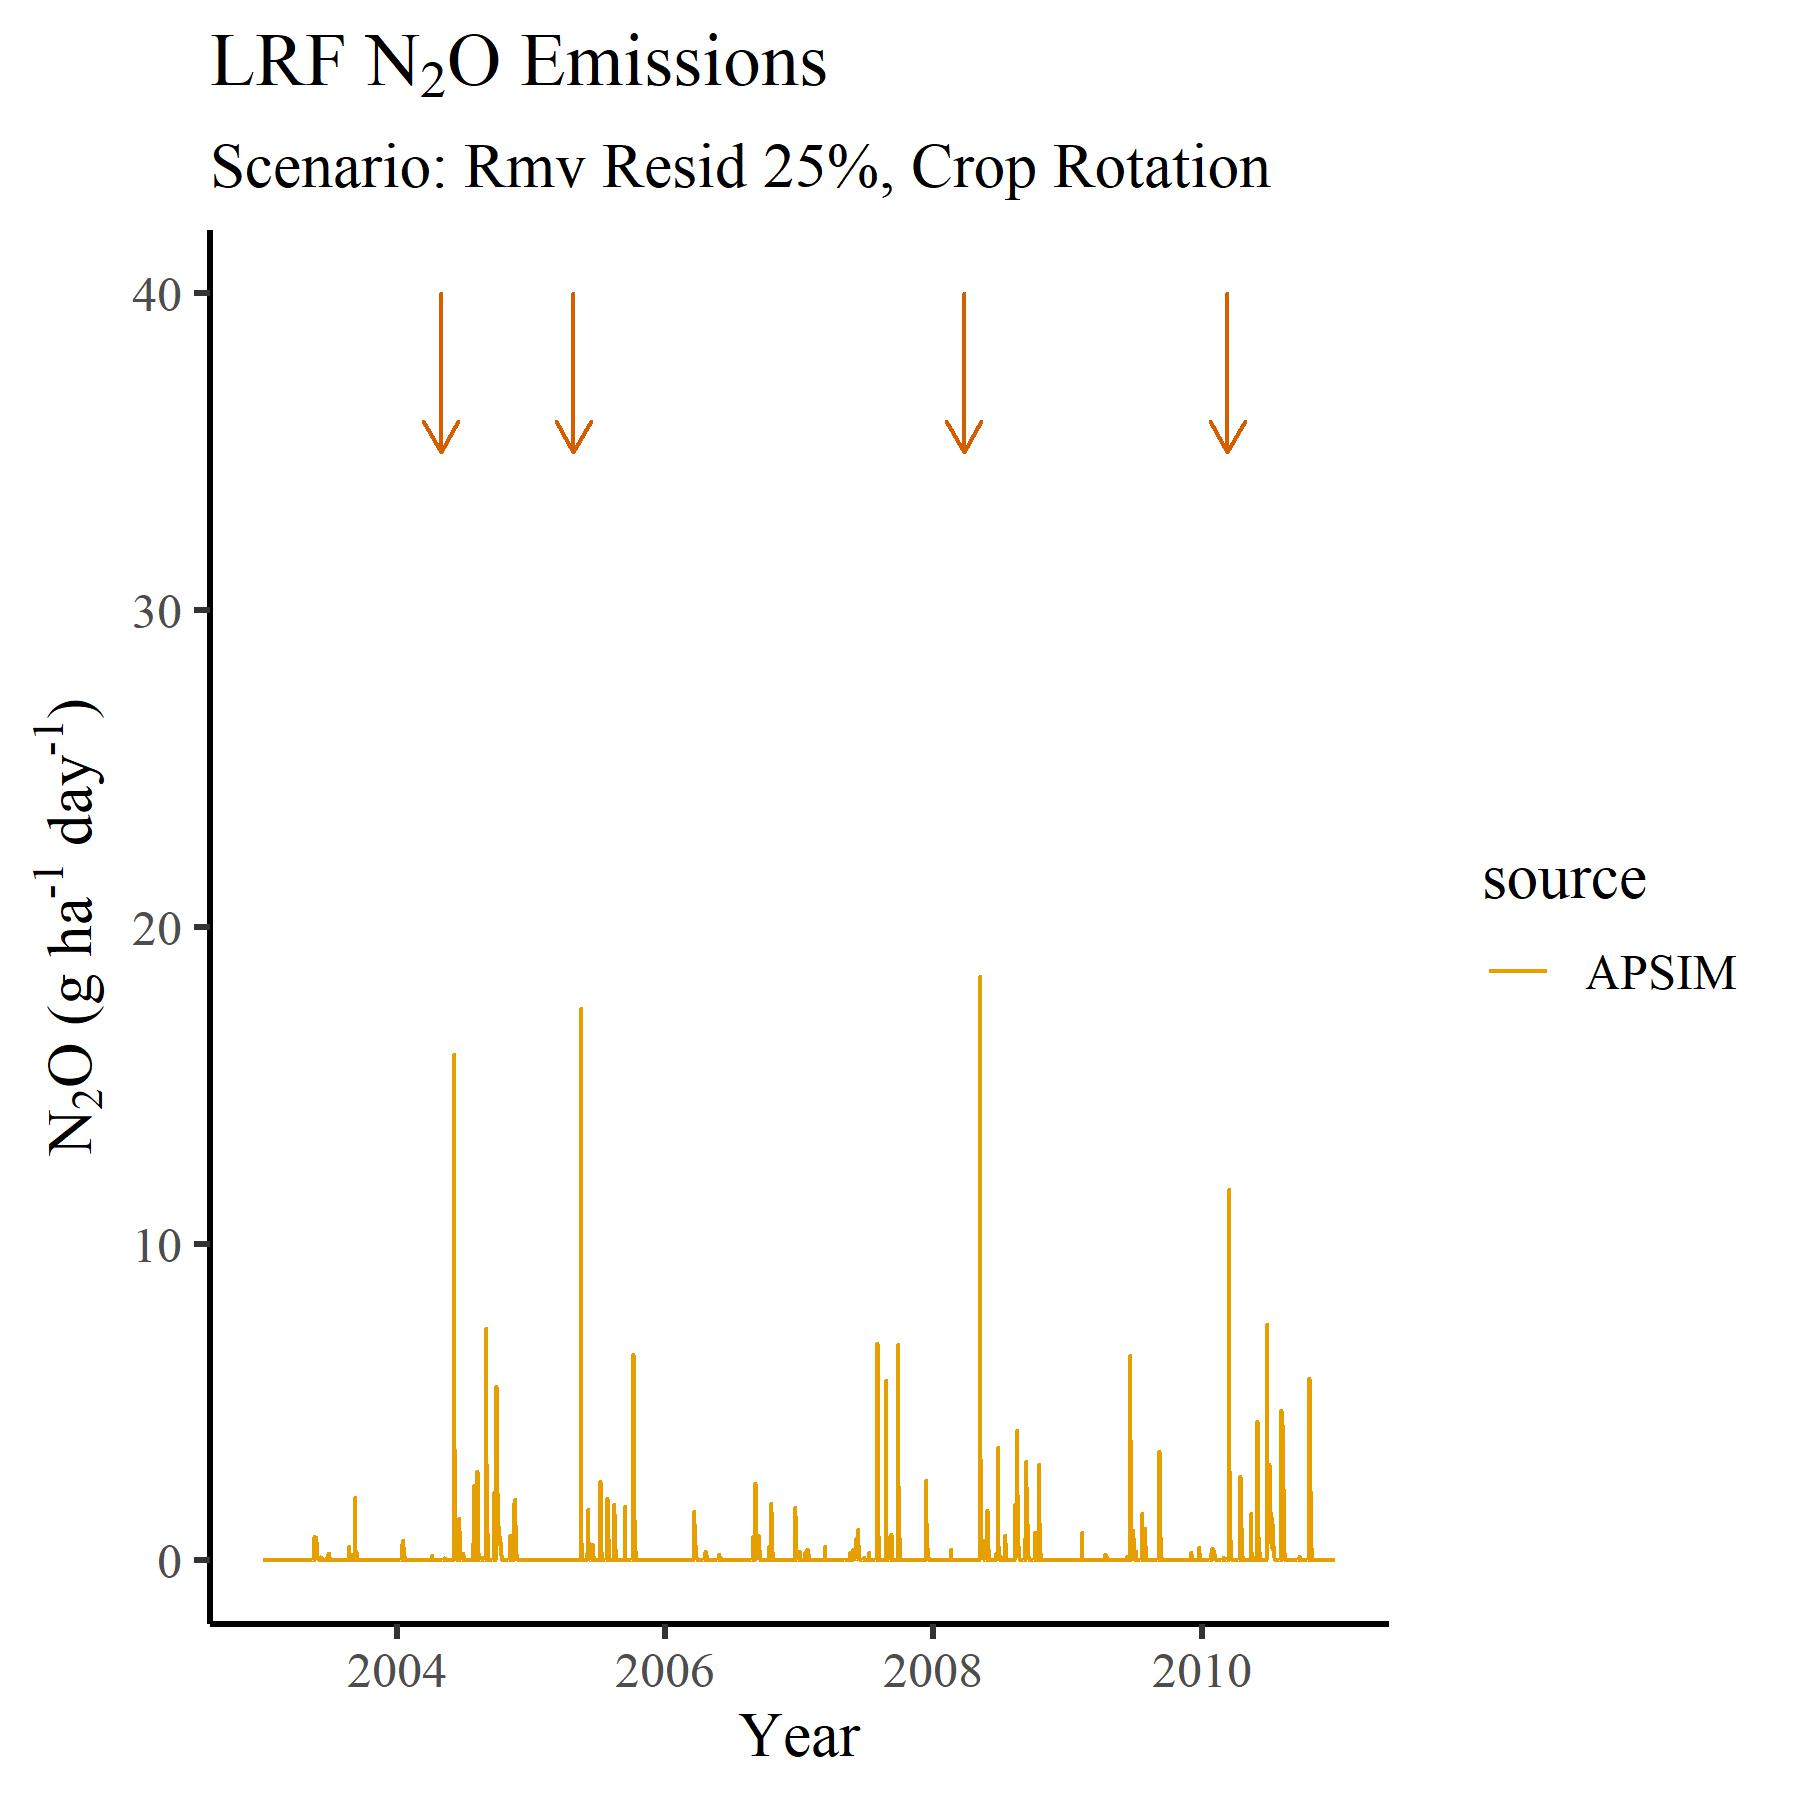 LRF N₂O Emissions
Scenario: Rmv Resid 25%, Crop Rotation
N₂O (g ha⁻¹ day⁻¹)
40
30
20
10
0
2004 2006 2008 2010
Year
source
APSIM